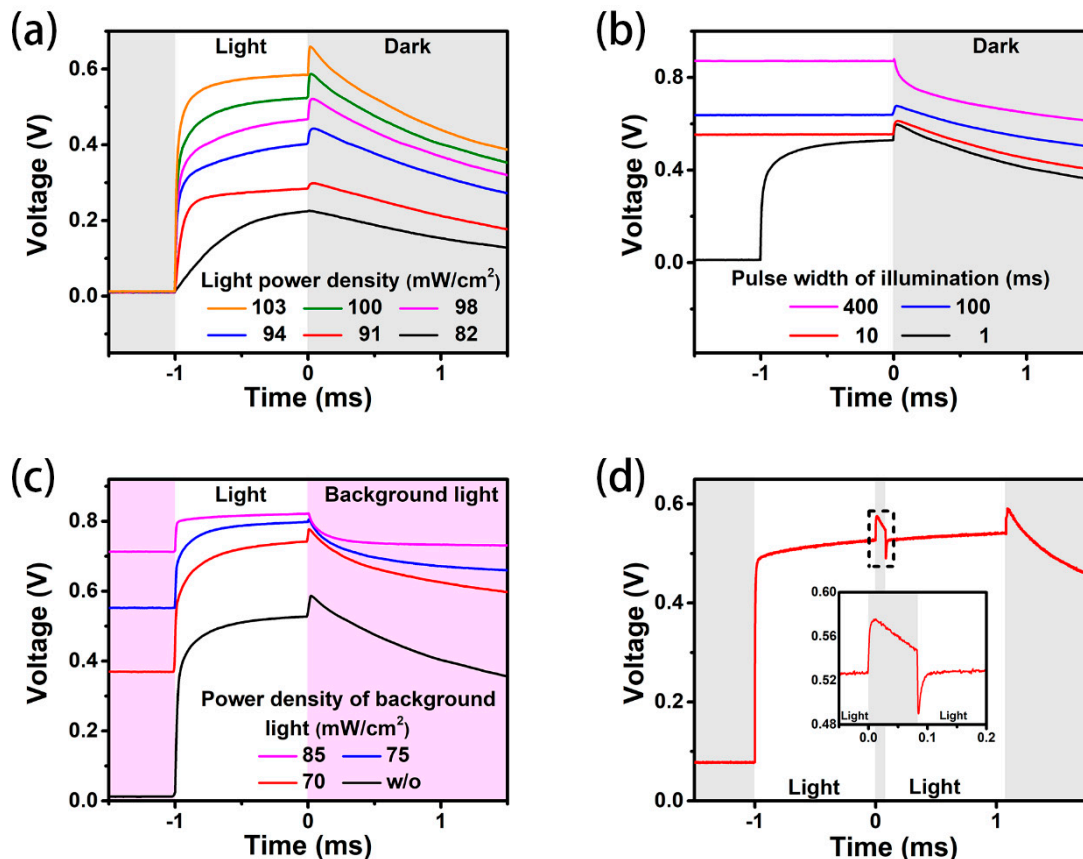 (a)
Light Dark
0.6
0.4
0.2
0.0
Voltage (V)
Light power density (mW/cm²)
103 100 98
94 91 82
-1 0 1
Time (ms)
(b)
Dark
0.8
0.4
0.0
Voltage (V)
Pulse width of illumination (ms)
400 100
10 1
-1 0 1
Time (ms)
(c)
Light Background light
0.8
0.6
0.4
0.2
0.0
Voltage (V)
Power density of background
light (mW/cm²)
85 75
70 w/o
-1 0 1
Time (ms)
(d)
0.6
0.4
0.2
0.0
Voltage (V)
0.60
0.56
0.52
0.48
Light Light
0.0 0.1 0.2
Light Light
-1 0 1
Time (ms)